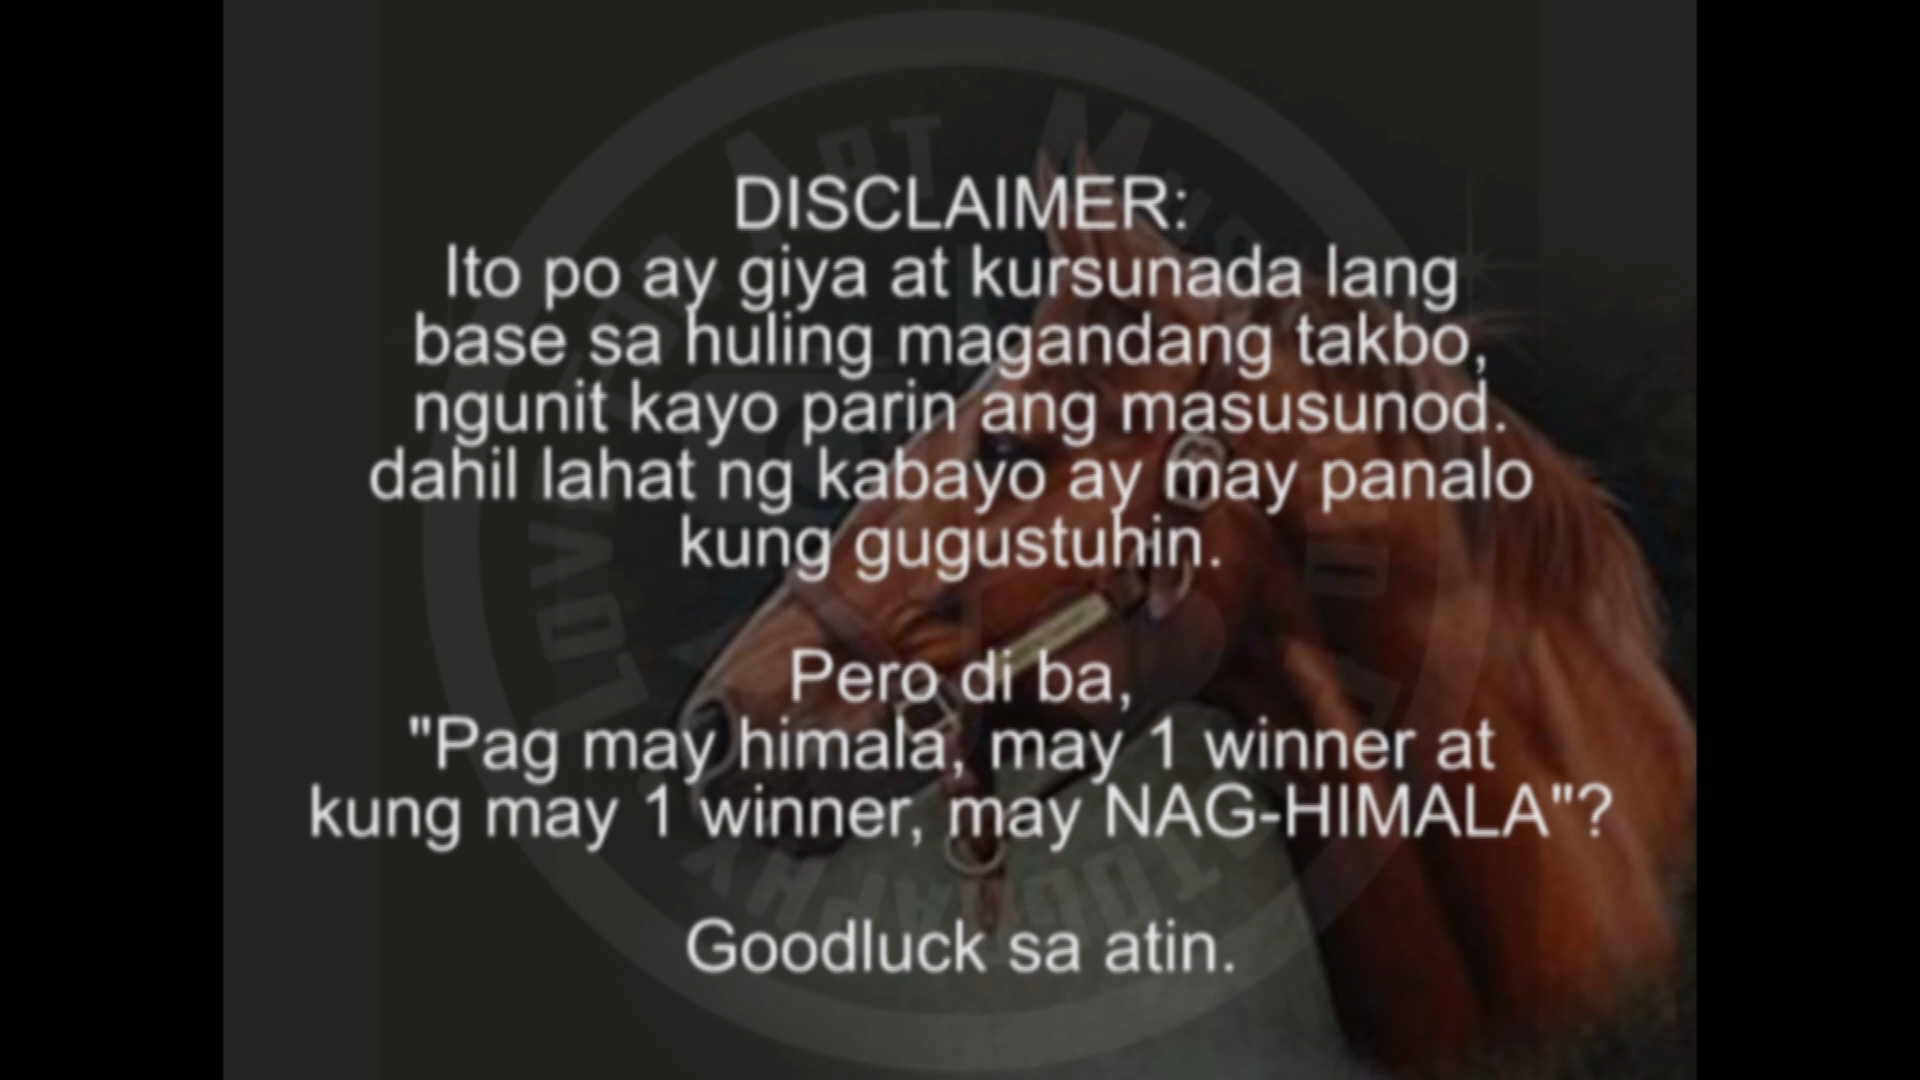 DISCLAIMER:
Ito po ay giya at kursunada lang
base sa huling magandang takbo,
ngunit kayo parin ang masusunod.
dahil lahat ng kabayo ay may panalo
kung gugustuhin.
Pero di ba,
"Pag may himala, may 1 winner at
kung may 1 winner, may NAG-HIMALA"?
Goodluck sa atin.